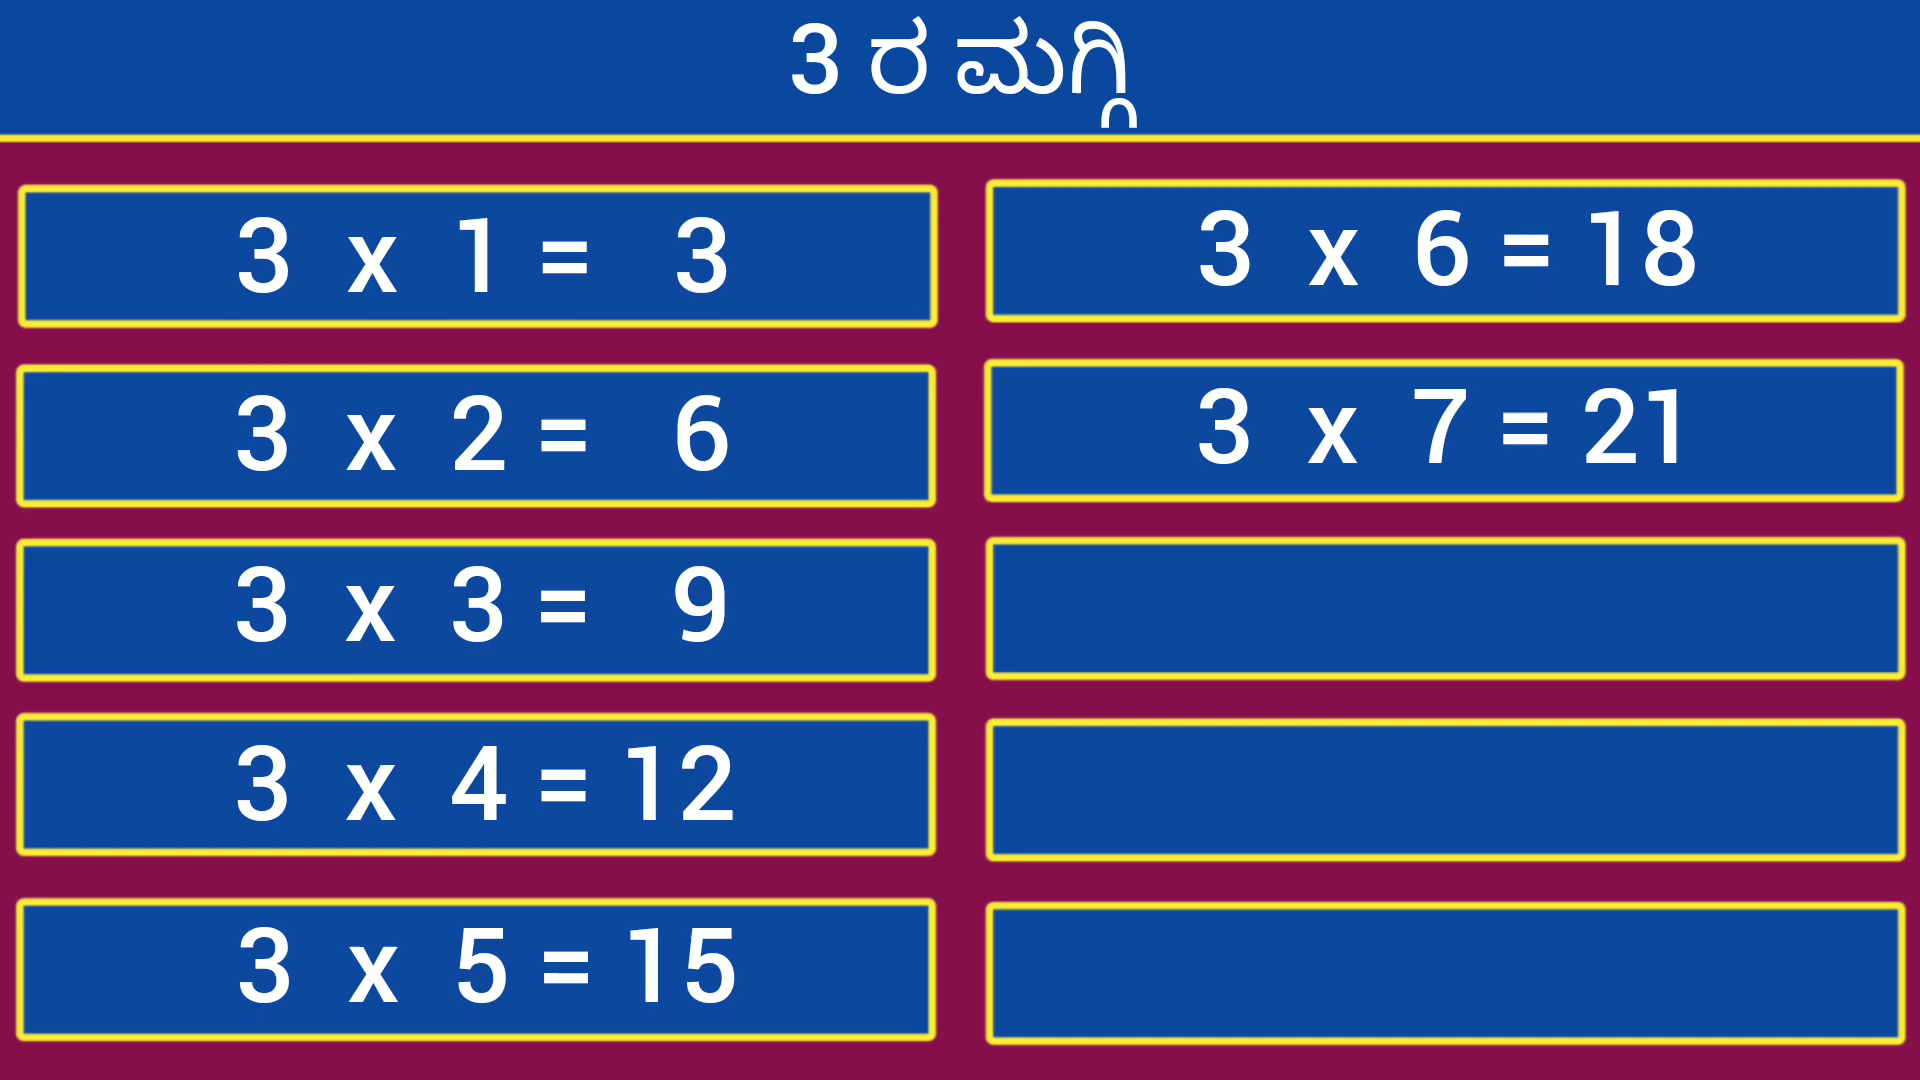 3 ರ ಮಗ್ಗಿ
3 x 1 = 3
3 x 2 = 6
3 x 3 = 9
3 x 4 = 12
3 x 5 = 15
3 x 6 = 18
3 x 7 = 21